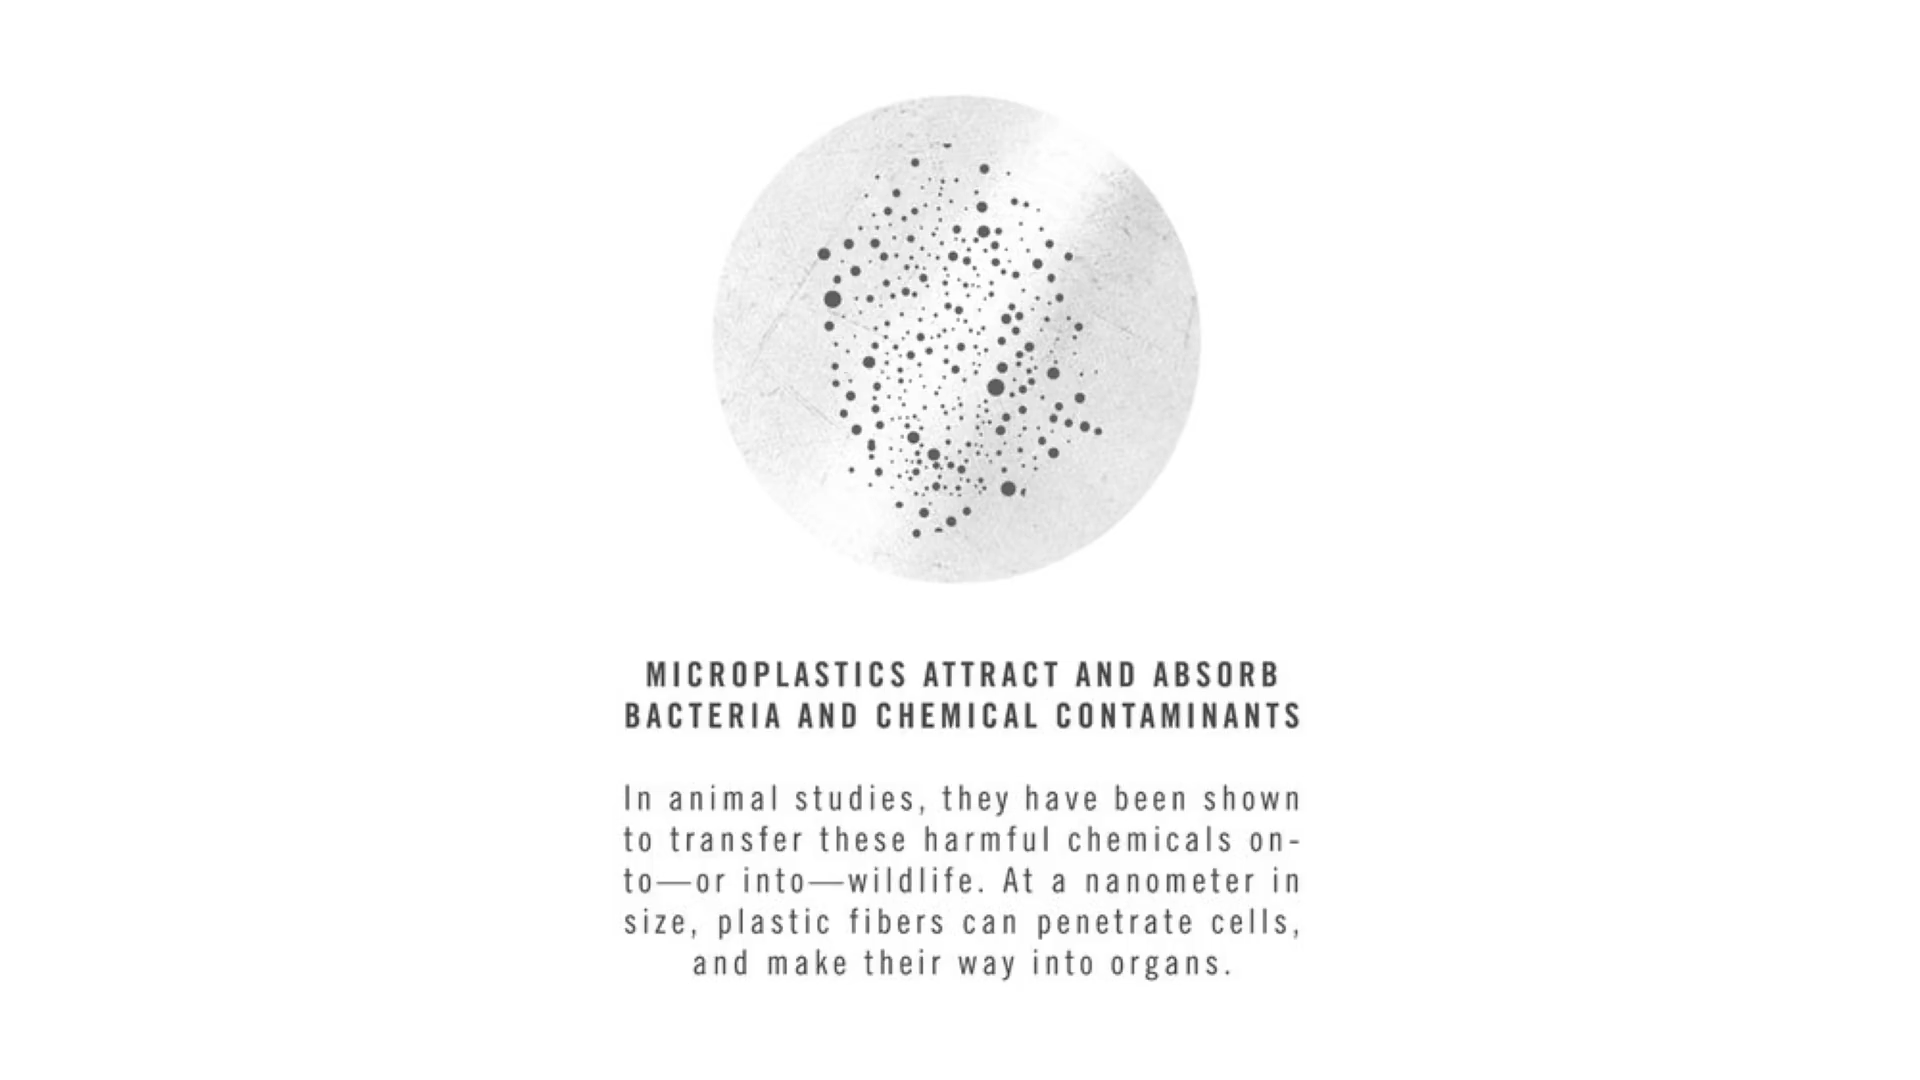 MICROPLASTICS ATTRACT AND ABSORB
BACTERIA AND CHEMICAL CONTAMINANTS
In animal studies, they have been shown
to transfer these harmful chemicals on-
to—or into—wildlife. At a nanometer in
size, plastic fibers can penetrate cells,
and make their way into organs.